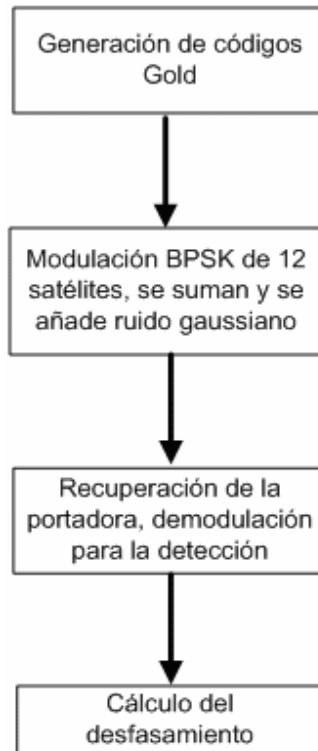 Generación de códigos
Gold
Modulación BPSK de 12
satélites, se suman y se
añade ruido gaussiano
Recuperación de la
portadora, demodulación
para la detección
Cálculo del
desfasamiento